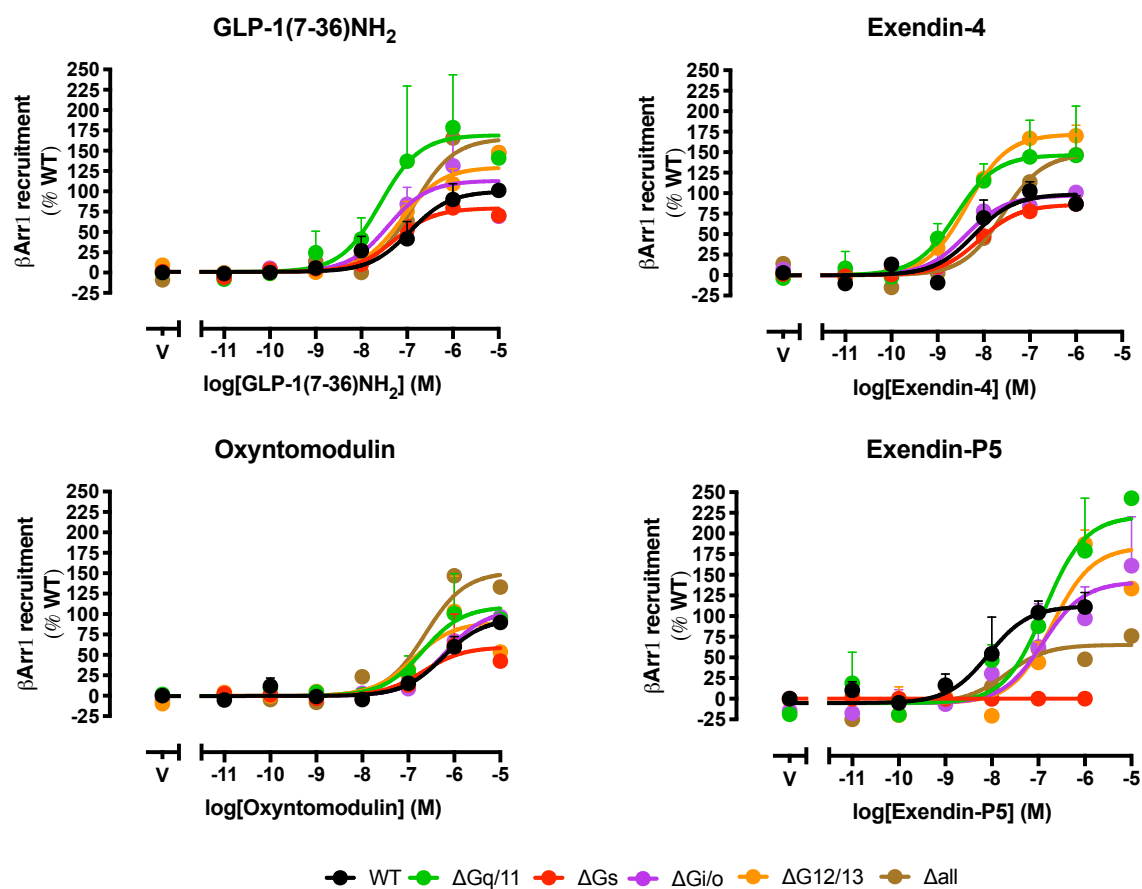 GLP-1(7-36)NH2
βArr1 recruitment
(% WT)
250
225
200
175
150
125
100
75
50
25
0
-25
V
-11 -10 -9 -8 -7 -6 -5
log[GLP-1(7-36)NH2] (M)
Exendin-4
βArr1 recruitment
(% WT)
250
225
200
175
150
125
100
75
50
25
0
-25
V
-11 -10 -9 -8 -7 -6 -5
log[Exendin-4] (M)
Oxyntomodulin
βArr1 recruitment
(% WT)
250
225
200
175
150
125
100
75
50
25
0
-25
V
-11 -10 -9 -8 -7 -6 -5
log[Oxyntomodulin] (M)
Exendin-P5
βArr1 recruitment
(% WT)
250
225
200
175
150
125
100
75
50
25
0
-25
V
-11 -10 -9 -8 -7 -6 -5
log[Exendin-P5] (M)
WT ΔGq/11 ΔGs ΔGi/o ΔG12/13 Δall